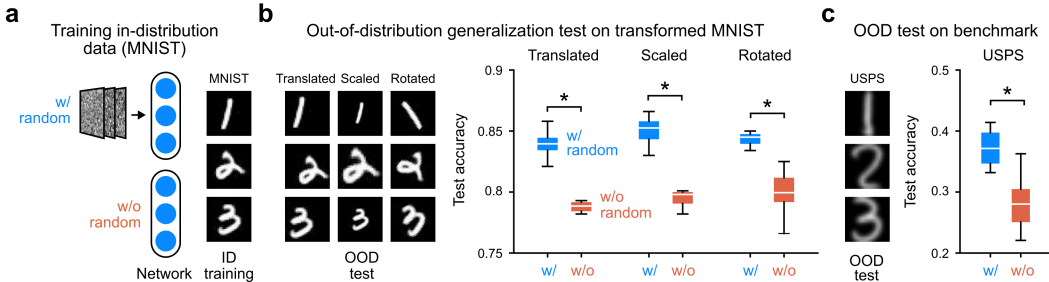 a
Training in-distribution
data (MNIST)
w/
random
w/o
random
Network
MNIST
ID
training
b
Out-of-distribution generalization test on transformed MNIST
Translated Scaled Rotated
OOD
test
Translated Scaled Rotated
Test accuracy
0.9
0.85
0.8
0.75
* * *
w/
random
w/o
random
w/ w/o w/ w/o w/ w/o
c
OOD test on benchmark
USPS
OOD
test
USPS
Test accuracy
0.5
0.4
0.3
0.2
*
w/ w/o